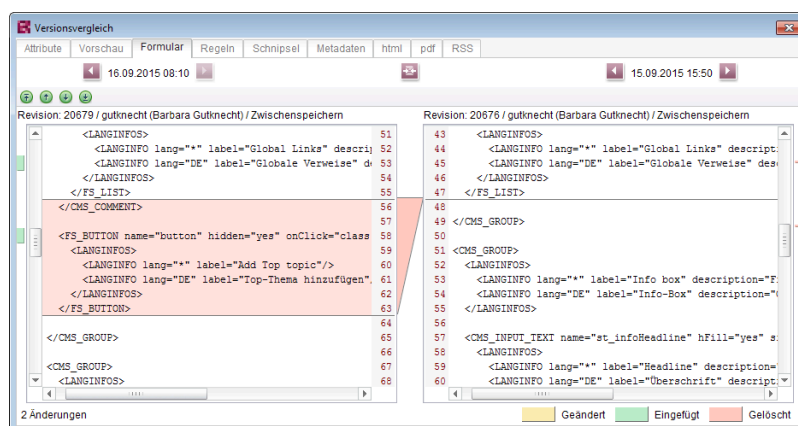 Versionsvergleich
Attribute Vorschau Formular Regeln Schnipsel Metadaten html pdf RSS
16.09.2015 08:10 15.09.2015 15:50
Revision: 20679 / gutknecht (Barbara Gutknecht) / Zwischenspeichern
<LANGINFOS> 51
<LANGINFO lang="*" label="Global Links" descrip 52
<LANGINFO lang="DE" label="Globale Verweise" d 53
</LANGINFOS> 54
</FS_LIST> 55
</CMS_COMMENT> 56
57
<FS_BUTTON name="button" hidden="yes" onClick="class 58
<LANGINFOS> 59
<LANGINFO lang="*" label="Add Top topic"/> 60
<LANGINFO lang="DE" label="Top-Thema hinzufügen" 61
</LANGINFOS> 62
</FS_BUTTON> 63
64
</CMS_GROUP> 65
66
<CMS_GROUP> 67
<LANGINFOS> 68
Revision: 20676 / gutknecht (Barbara Gutknecht) / Zwischenspeichern
43 <LANGINFOS>
44 <LANGINFO lang="*" label="Global Links" descript
45 <LANGINFO lang="DE" label="Globale Verweise" des
46 </LANGINFOS>
47 </FS_LIST>
48
49 </CMS_GROUP>
50
51 <CMS_GROUP>
52 <LANGINFOS>
53 <LANGINFO lang="*" label="Info box" description="F
54 <LANGINFO lang="DE" label="Info-Box" description="
55 </LANGINFOS>
56
57 <CMS_INPUT_TEXT name="st_infoHeadline" hFill="yes" s
58 <LANGINFOS>
59 <LANGINFO lang="*" label="Headline" description="
60 <LANGINFO lang="DE" label="Überschrift" descript
2 Änderungen
Geändert Eingefügt Gelöscht